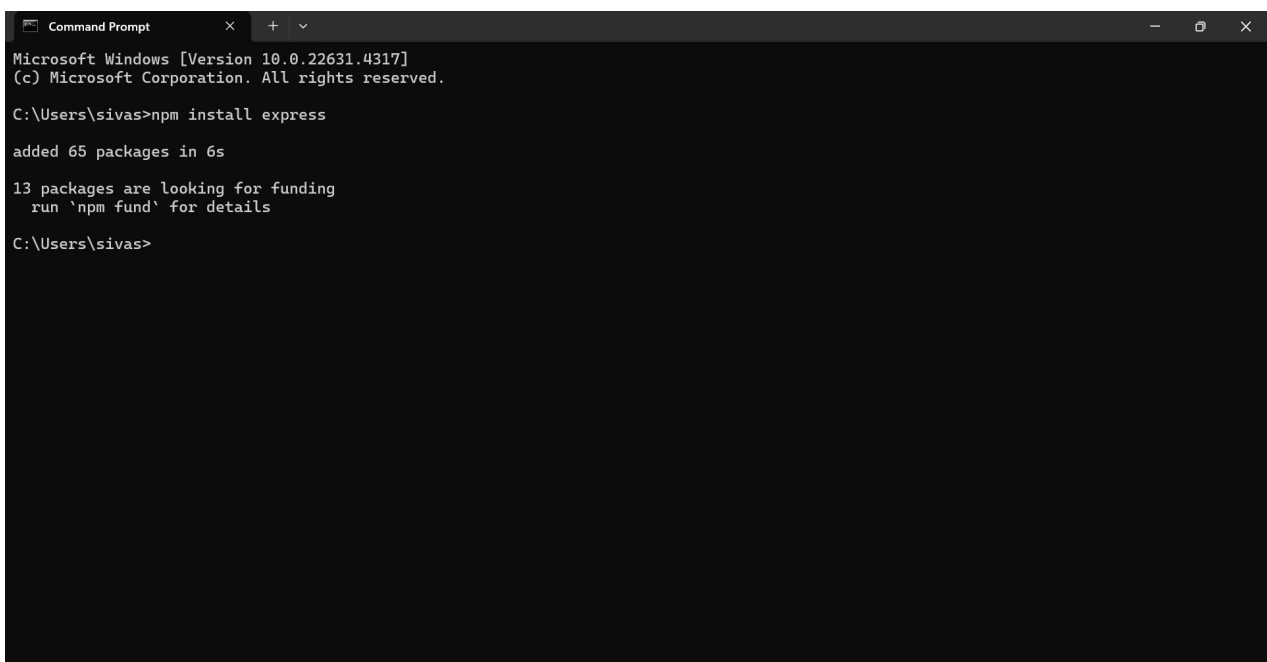 Command Prompt
Microsoft Windows [Version 10.0.22631.4317]
(c) Microsoft Corporation. All rights reserved.
C:\Users\sivas>npm install express
added 65 packages in 6s
13 packages are looking for funding
  run `npm fund` for details
C:\Users\sivas>